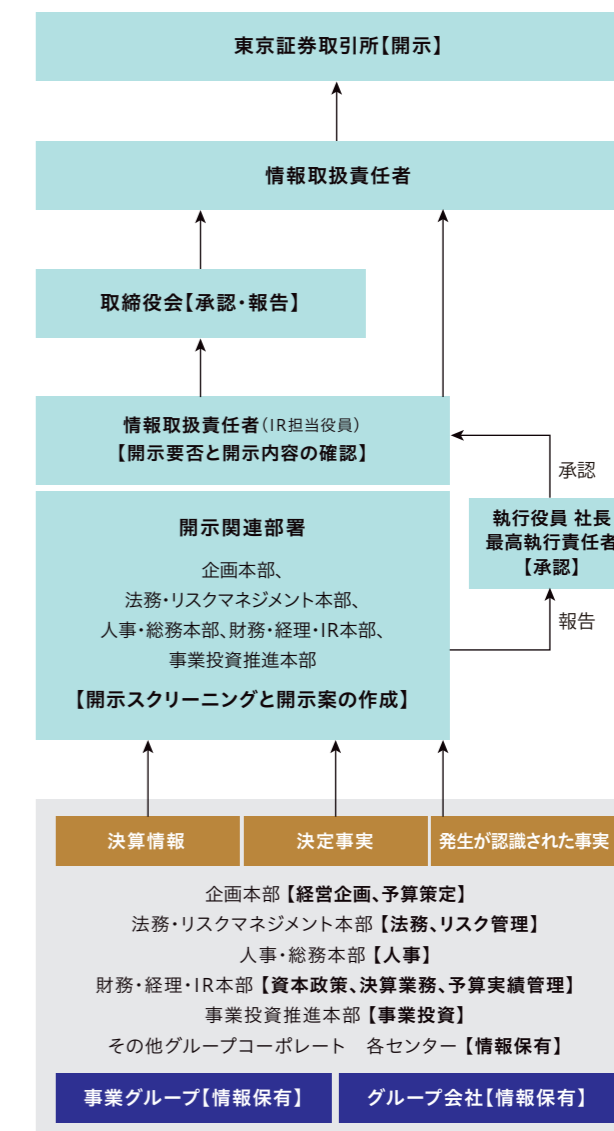 東京証券取引所【開示】
情報取扱責任者
取締役会【承認・報告】
情報取扱責任者(IR担当役員)
【開示要否と開示内容の確認】
承認
執行役員 社長
最高執行責任者
【承認】
報告
開示関連部署
企画本部、
法務・リスクマネジメント本部、
人事・総務本部、財務・経理・IR本部、
事業投資推進本部
【開示スクリーニングと開示案の作成】
決算情報
決定事実
発生が認識された事実
企画本部【経営企画、予算策定】
法務・リスクマネジメント本部【法務、リスク管理】
人事・総務本部【人事】
財務・経理・IR本部【資本政策、決算業務、予算実績管理】
事業投資推進本部【事業投資】
その他グループコーポレート　各センター【情報保有】
事業グループ【情報保有】
グループ会社【情報保有】